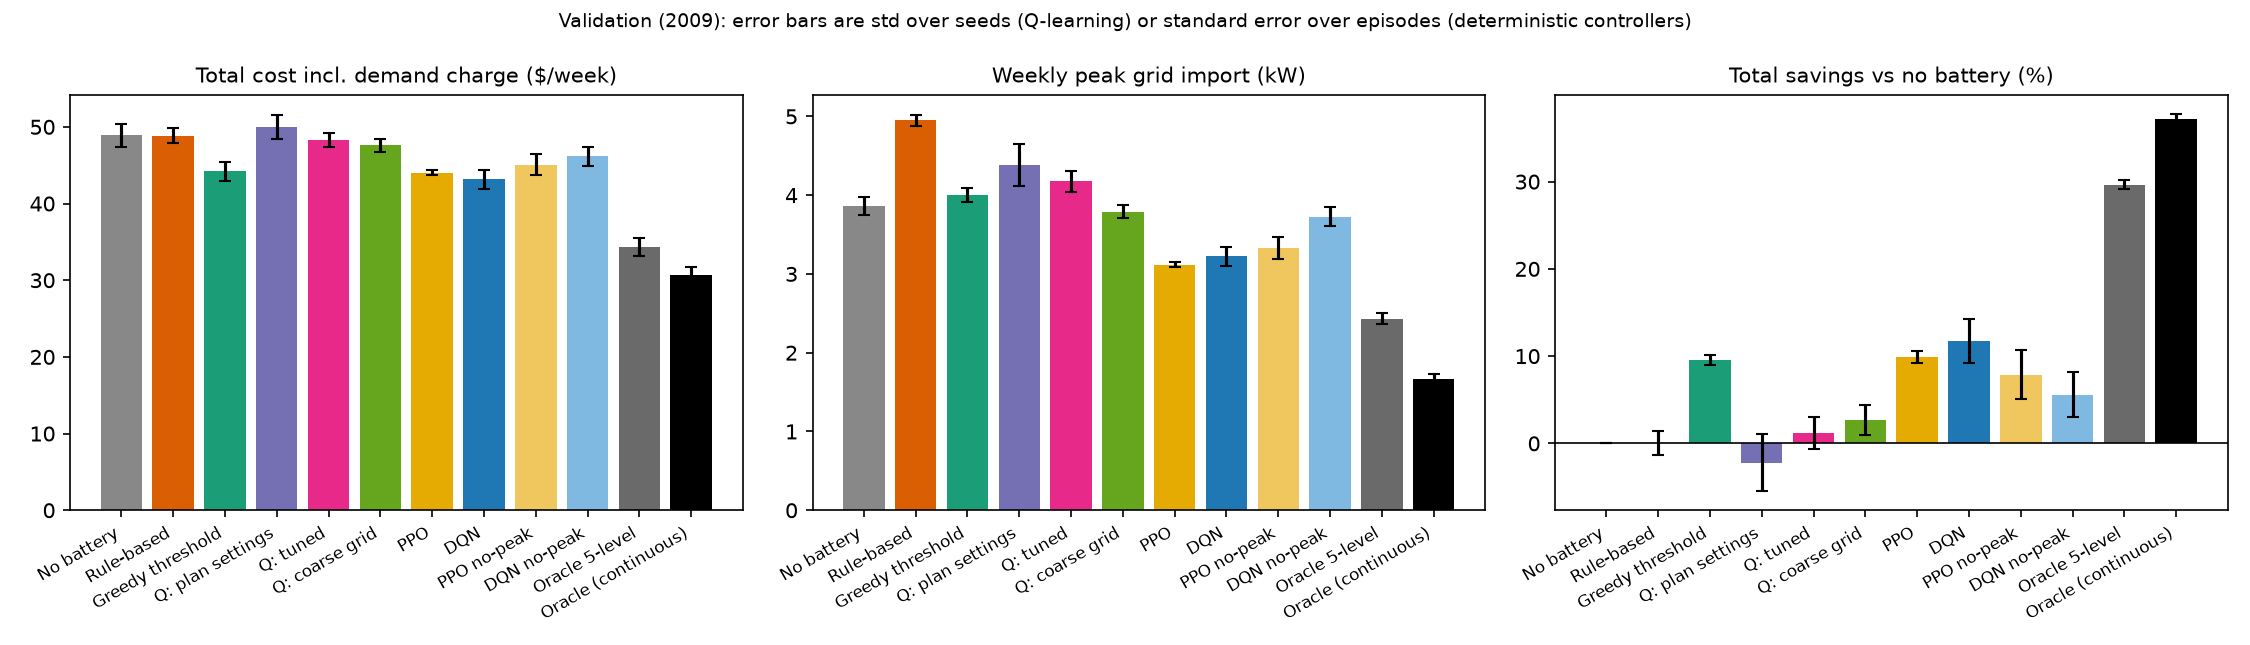 Validation (2009): error bars are std over seeds (Q-learning) or standard error over episodes (deterministic controllers)
Total cost incl. demand charge ($/week)
50
40
30
20
10
0
No battery
Rule-based
Greedy threshold
Q: plan settings
Q: tuned
Q: coarse grid
PPO
DQN
PPO no-peak
DQN no-peak
Oracle 5-level
Oracle (continuous)
Weekly peak grid import (kW)
5
4
3
2
1
0
No battery
Rule-based
Greedy threshold
Q: plan settings
Q: tuned
Q: coarse grid
PPO
DQN
PPO no-peak
DQN no-peak
Oracle 5-level
Oracle (continuous)
Total savings vs no battery (%)
30
20
10
0
No battery
Rule-based
Greedy threshold
Q: plan settings
Q: tuned
Q: coarse grid
PPO
DQN
PPO no-peak
DQN no-peak
Oracle 5-level
Oracle (continuous)